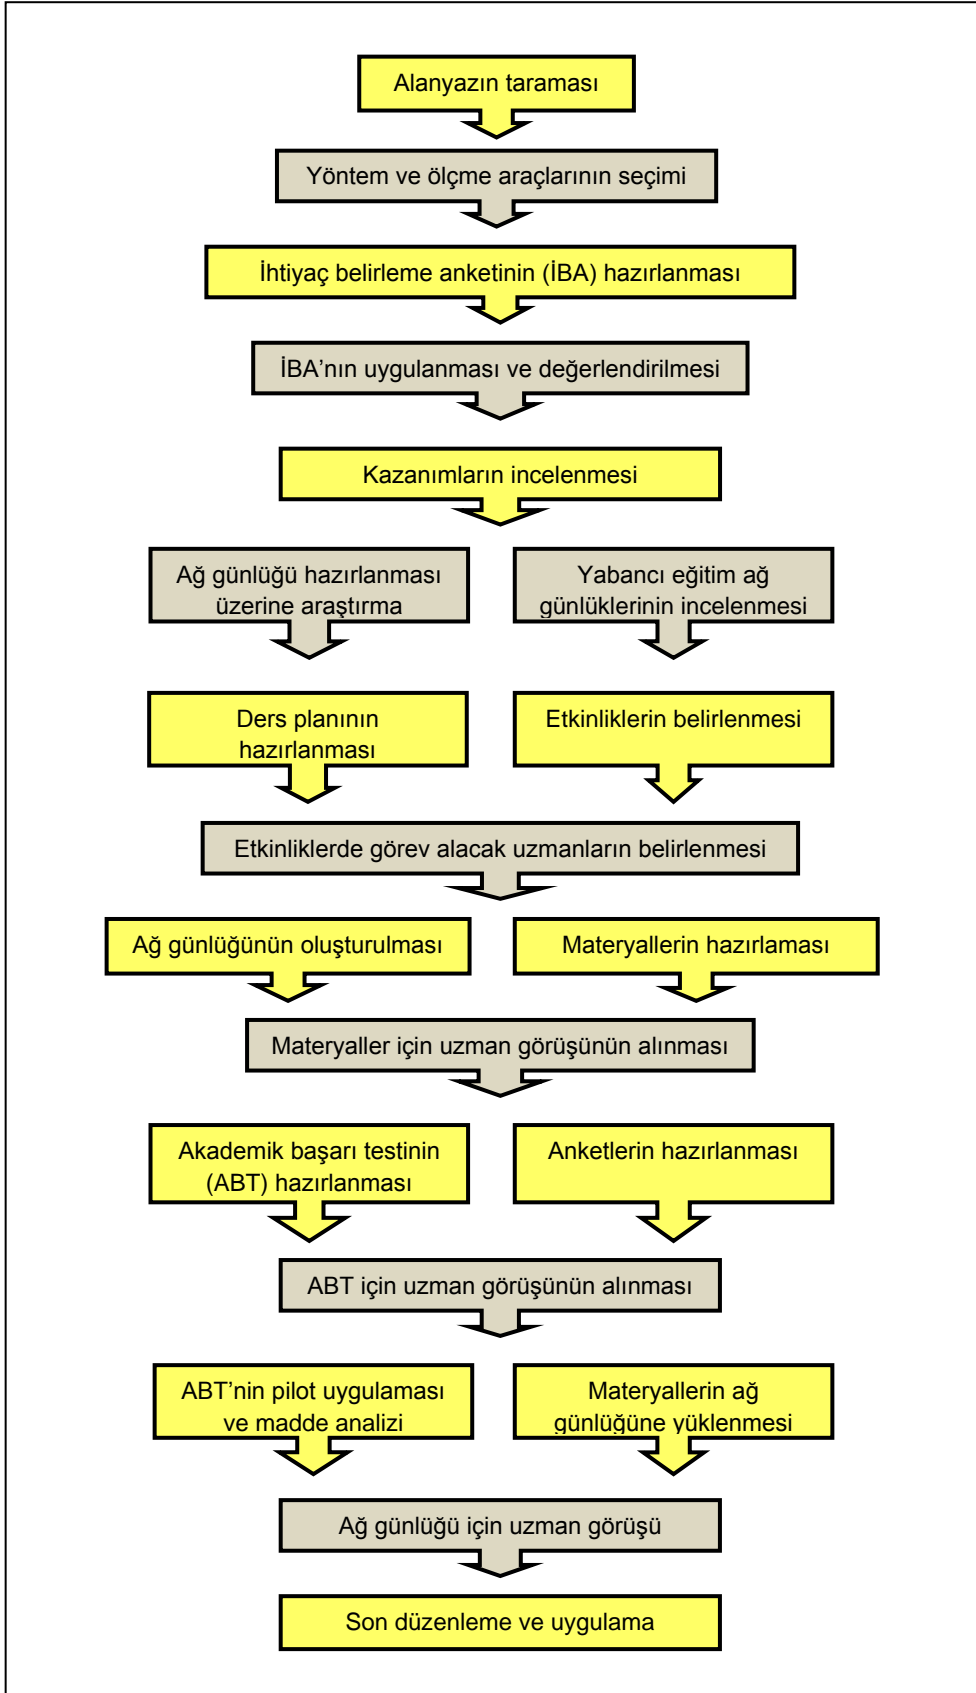 Alanyazın taraması
Yöntem ve ölçme araçlarının seçimi
İhtiyaç belirleme anketinin (İBA) hazırlanması
İBA’nın uygulanması ve değerlendirilmesi
Kazanımların incelenmesi
Ağ günlüğü hazırlanması
üzerine araştırma
Yabancı eğitim ağ
günlüklerinin incelenmesi
Ders planının
hazırlanması
Etkinliklerin belirlenmesi
Etkinliklerde görev alacak uzmanların belirlenmesi
Ağ günlüğünün oluşturulması
Materyallerin hazırlaması
Materyaller için uzman görüşünün alınması
Akademik başarı testinin
(ABT) hazırlanması
Anketlerin hazırlanması
ABT için uzman görüşünün alınması
ABT’nin pilot uygulaması
ve madde analizi
Materyallerin ağ
günlüğüne yüklenmesi
Ağ günlüğü için uzman görüşü
Son düzenleme ve uygulama